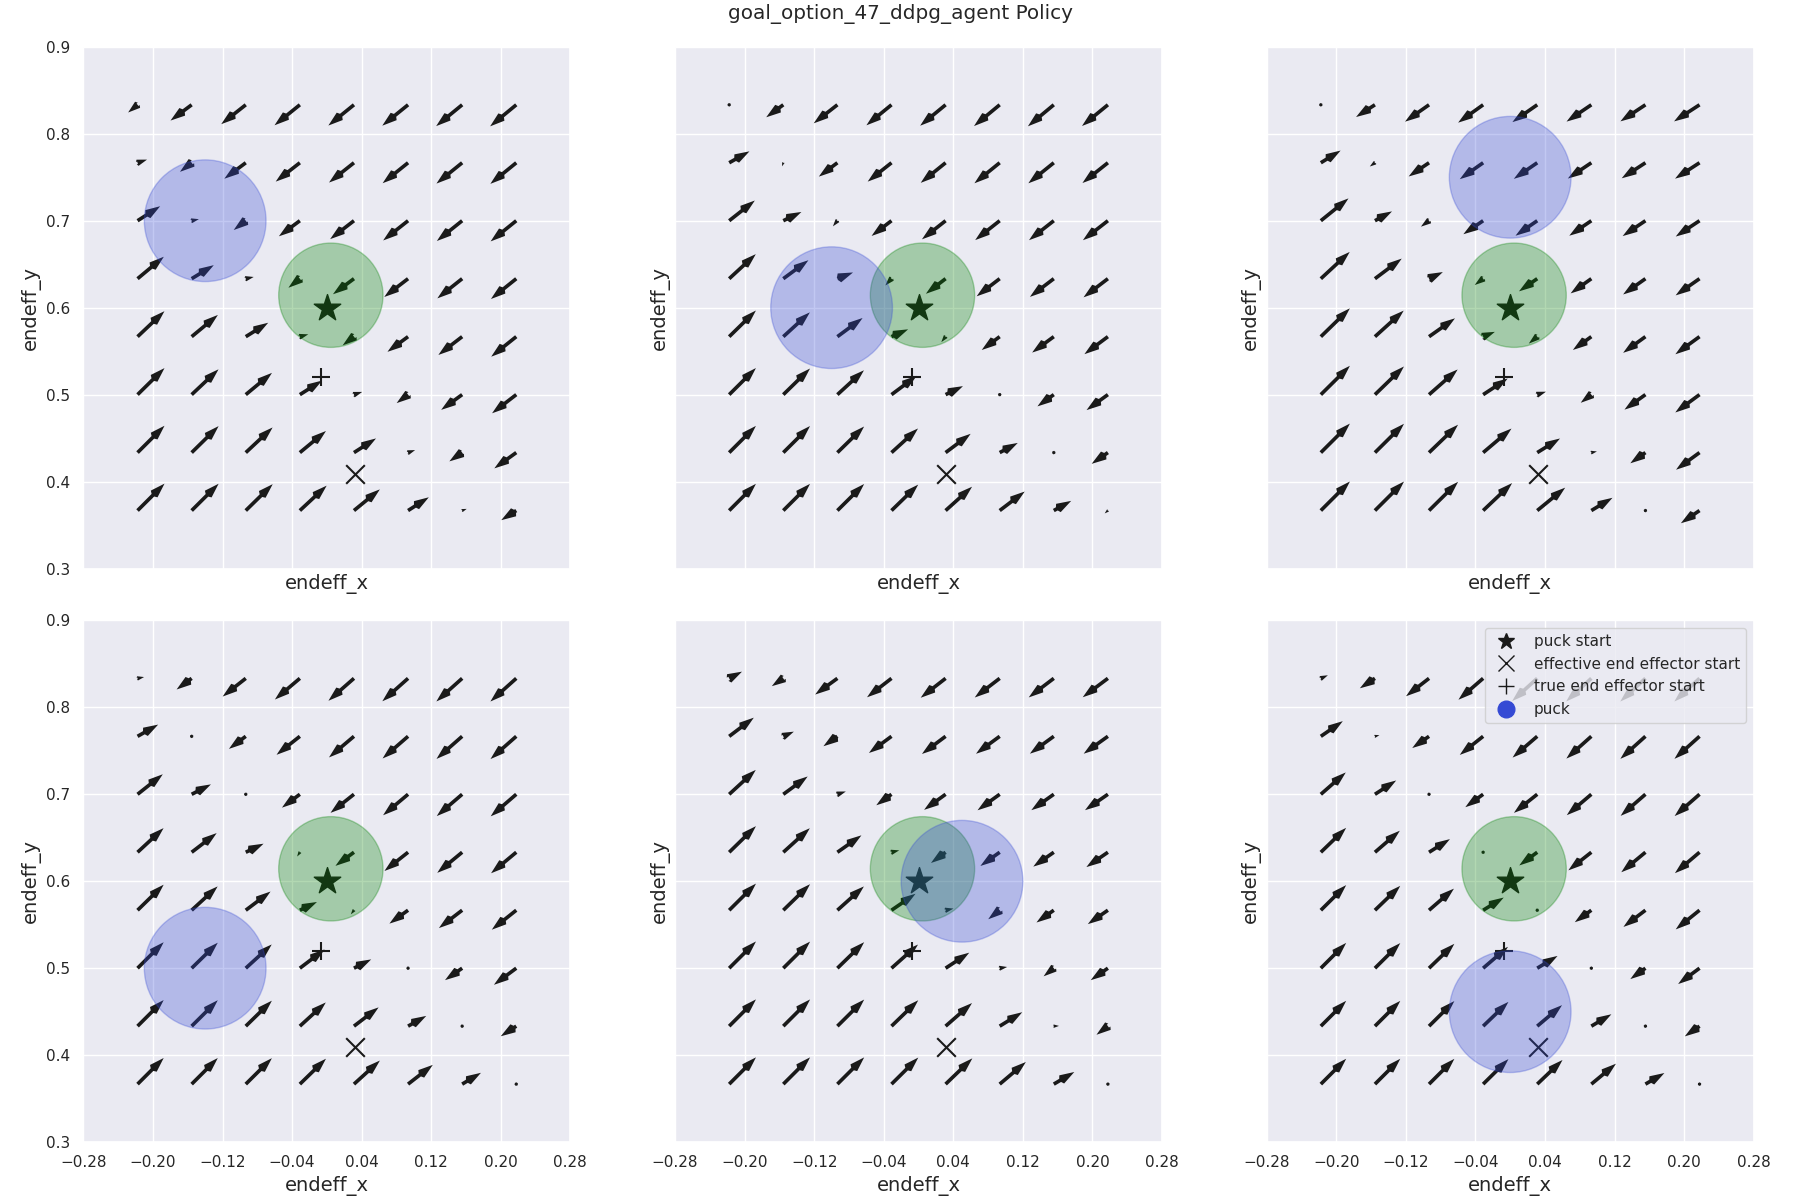 goal_option_47_ddpg_agent Policy
0.9
0.8
0.7
0.6
0.5
0.4
0.3
endeff_y
endeff_x
endeff_y
endeff_x
endeff_y
endeff_x
0.9
0.8
0.7
0.6
0.5
0.4
0.3
endeff_y
−0.28 −0.20 −0.12 −0.04 0.04 0.12 0.20 0.28
endeff_x
endeff_y
−0.28 −0.20 −0.12 −0.04 0.04 0.12 0.20 0.28
endeff_x
endeff_y
puck start
effective end effector start
true end effector start
puck
−0.28 −0.20 −0.12 −0.04 0.04 0.12 0.20 0.28
endeff_x